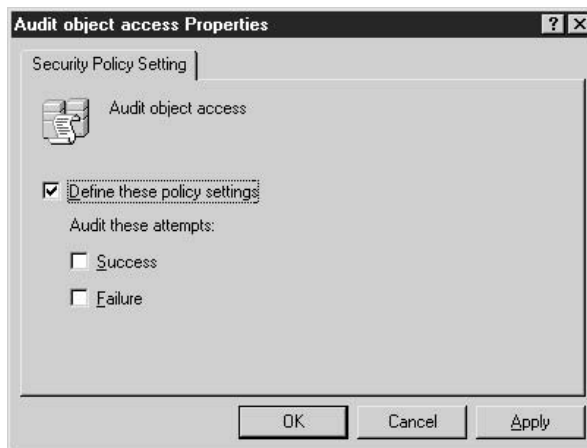 Audit object access Properties
Security Policy Setting
Audit object access
Define these policy settings
Audit these attempts:
Success
Failure
OK
Cancel
Apply